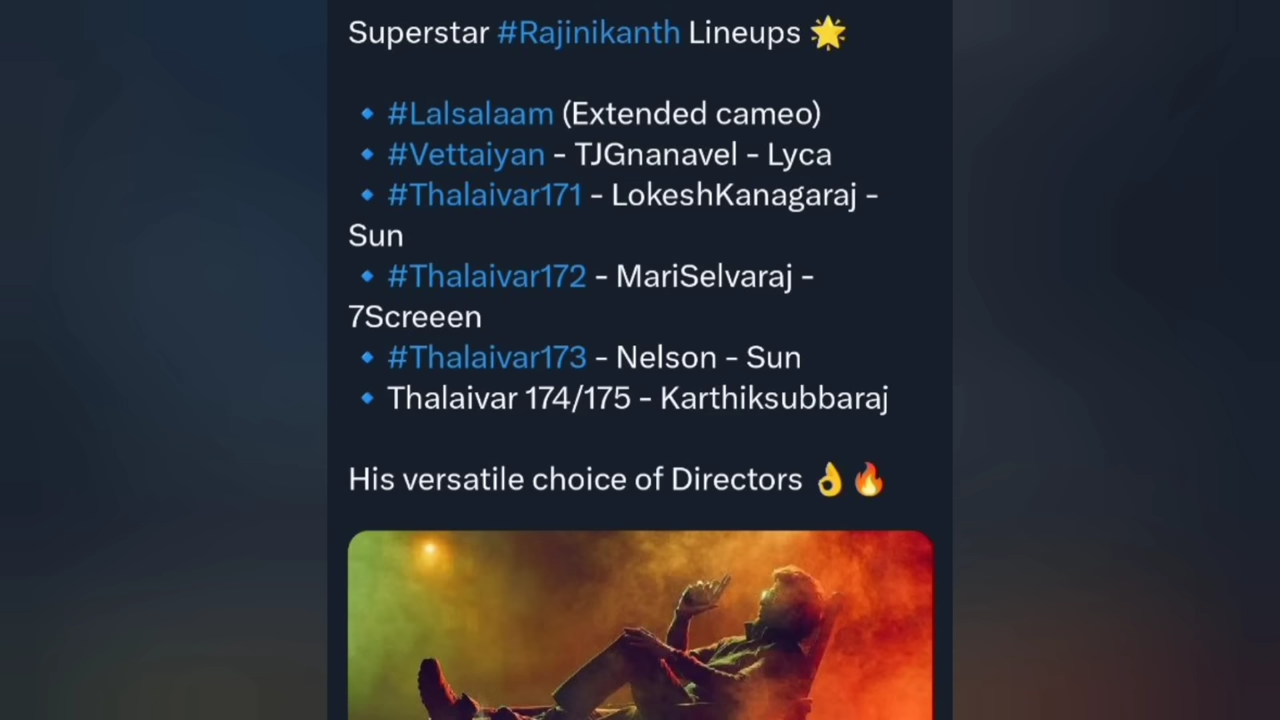 Superstar #Rajinikanth Lineups 🌟
🔹 #Lalsalaam (Extended cameo)
🔹 #Vettaiyan - TJGnanavel - Lyca
🔹 #Thalaivar171 - LokeshKanagaraj -
Sun
🔹 #Thalaivar172 - MariSelvaraj -
7Screeen
🔹 #Thalaivar173 - Nelson - Sun
🔹 Thalaivar 174/175 - Karthiksubbaraj
His versatile choice of Directors 👌🔥